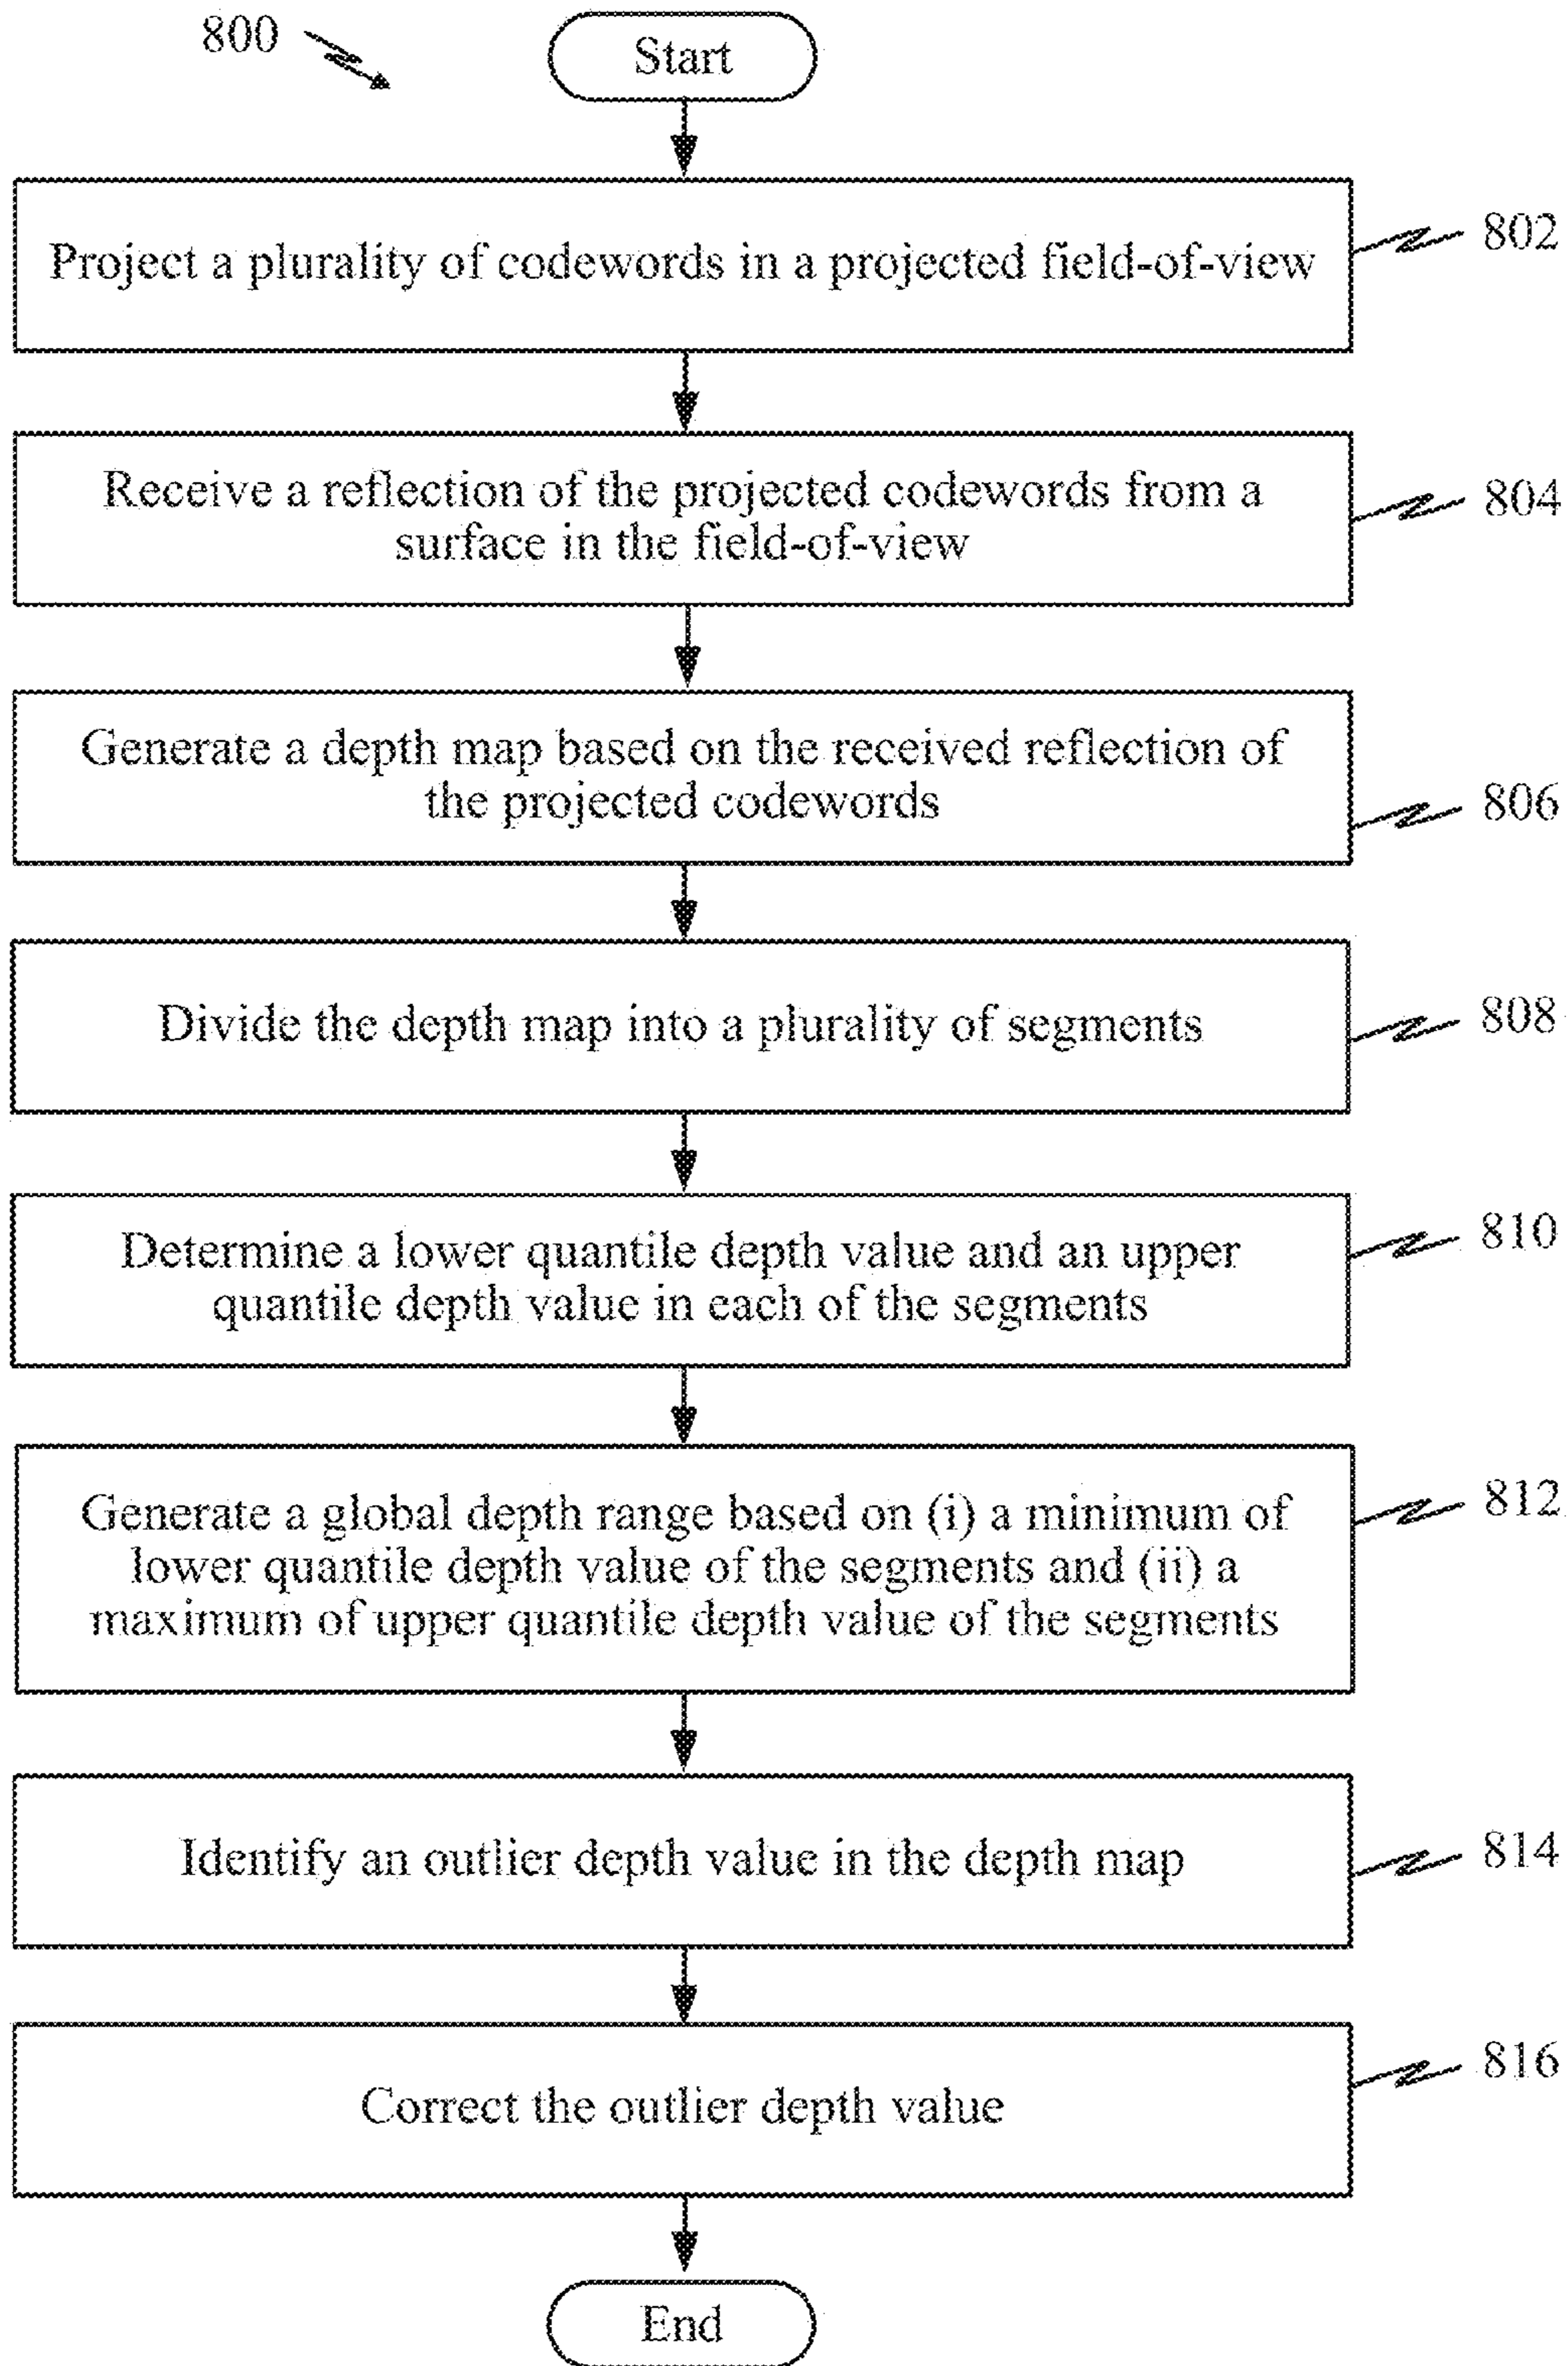 800
Start
Project a plurality of codewords in a projected field-of-view
802
Receive a reflection of the projected codewords from a
surface in the field-of-view
804
Generate a depth map based on the received reflection of
the projected codewords
806
Divide the depth map into a plurality of segments
808
Determine a lower quantile depth value and an upper
quantile depth value in each of the segments
810
Generate a global depth range based on (i) a minimum of
lower quantile depth value of the segments and (ii) a
maximum of upper quantile depth value of the segments
812
Identify an outlier depth value in the depth map
814
Correct the outlier depth value
816
End